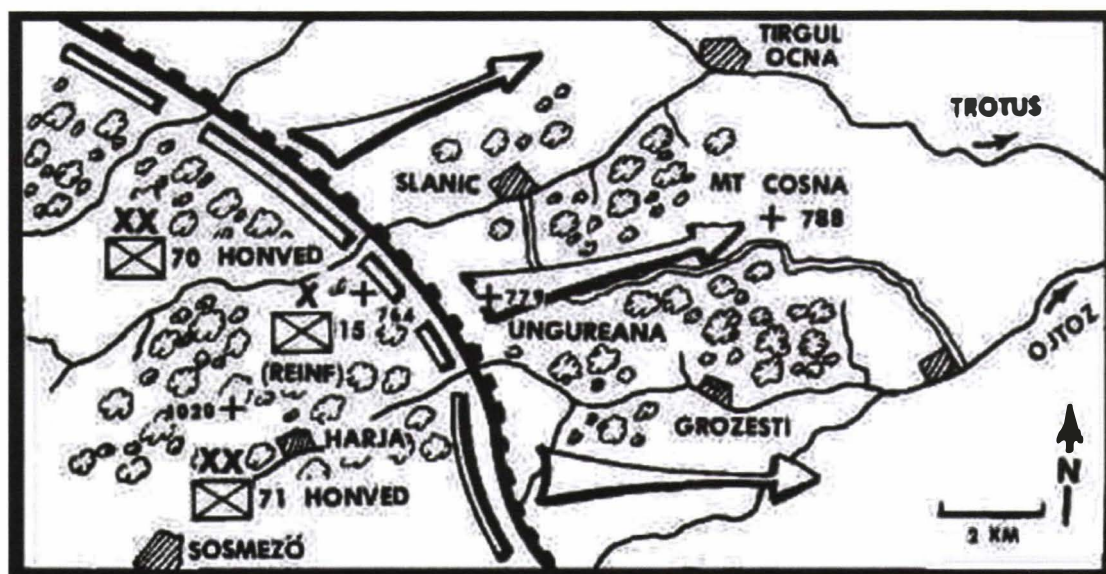 TIRGUL
OCNA
TROTUS
SLANIC
MT COSNA
+ 788
XX
70 HONVED
X
+
764
15
(REINF)
+779
UNGUREANA
OJTOZ
1020 +
HARJA
GROZESTI
XX
71 HONVED
N
2 KM
SOSMEZŐ